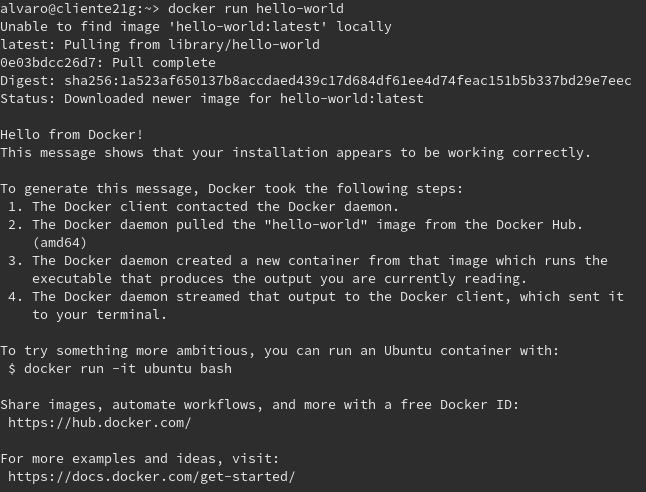 alvaro@cliente21g:~> docker run hello-world
Unable to find image 'hello-world:latest' locally
latest: Pulling from library/hello-world
0e03bdcc26d7: Pull complete
Digest: sha256:1a523af650137b8accdaed439c17d684df61ee4d74feac151b5b337bd29e7eec
Status: Downloaded newer image for hello-world:latest

Hello from Docker!
This message shows that your installation appears to be working correctly.

To generate this message, Docker took the following steps:
 1. The Docker client contacted the Docker daemon.
 2. The Docker daemon pulled the "hello-world" image from the Docker Hub.
    (amd64)
 3. The Docker daemon created a new container from that image which runs the
    executable that produces the output you are currently reading.
 4. The Docker daemon streamed that output to the Docker client, which sent it
    to your terminal.

To try something more ambitious, you can run an Ubuntu container with:
 $ docker run -it ubuntu bash

Share images, automate workflows, and more with a free Docker ID:
 https://hub.docker.com/

For more examples and ideas, visit:
 https://docs.docker.com/get-started/